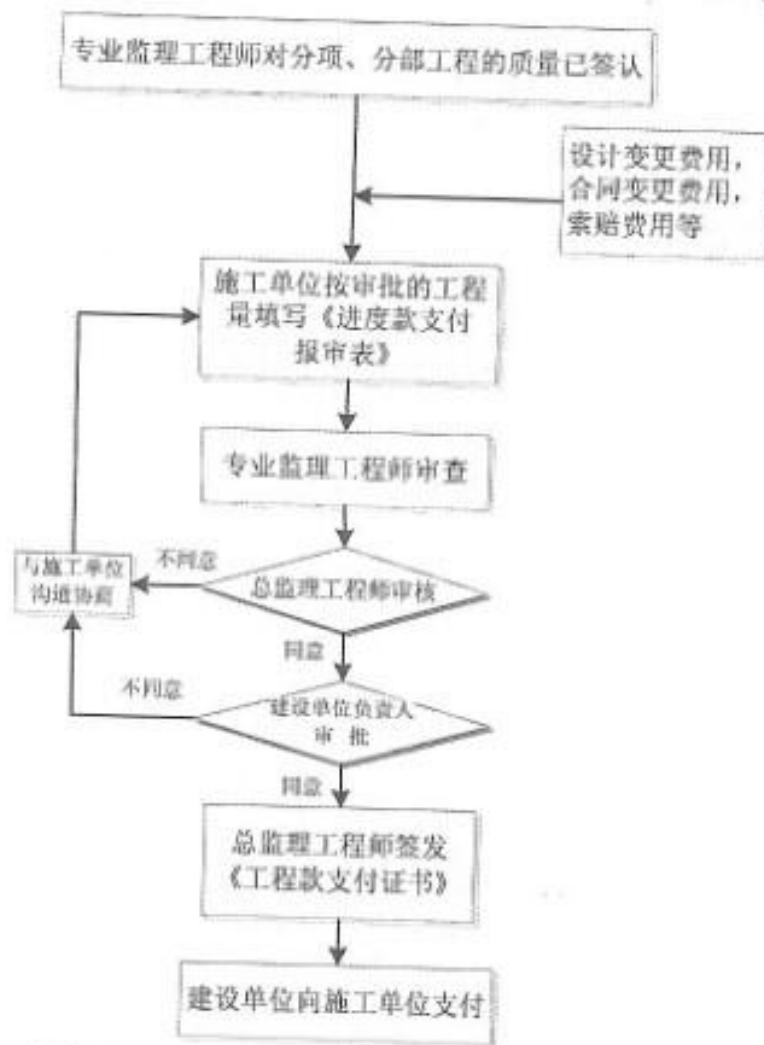 专业监理工程师对分项、分部工程的质量已签认
设计变更费用，
合同变更费用，
索赔费用等
施工单位按审批的工程
量填写《进度款支付
报审表》
专业监理工程师审查
不同意
与施工单位
沟通协商
总监理工程师审核
同意
不同意
建设单位负责人
审 批
同意
总监理工程师签发
《工程款支付证书》
建设单位向施工单位支付